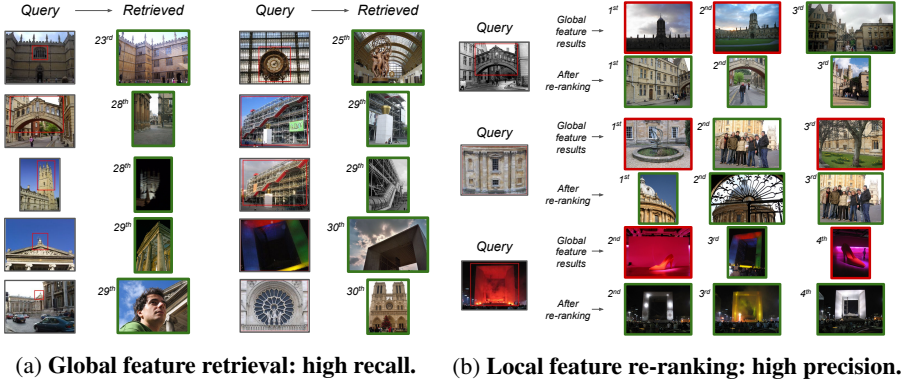 Query → Retrieved Query → Retrieved
23rd 25th
28th 29th
28th 29th
29th 30th
29th 30th
(a) Global feature retrieval: high recall.
Query
Global feature results → 1st 2nd 3rd
After re-ranking → 1st 2nd 3rd
Query
Global feature results → 1st 2nd 3rd
After re-ranking → 1st 2nd 3rd
Query
Global feature results → 2nd 3rd 4th
After re-ranking → 2nd 3rd 4th
(b) Local feature re-ranking: high precision.